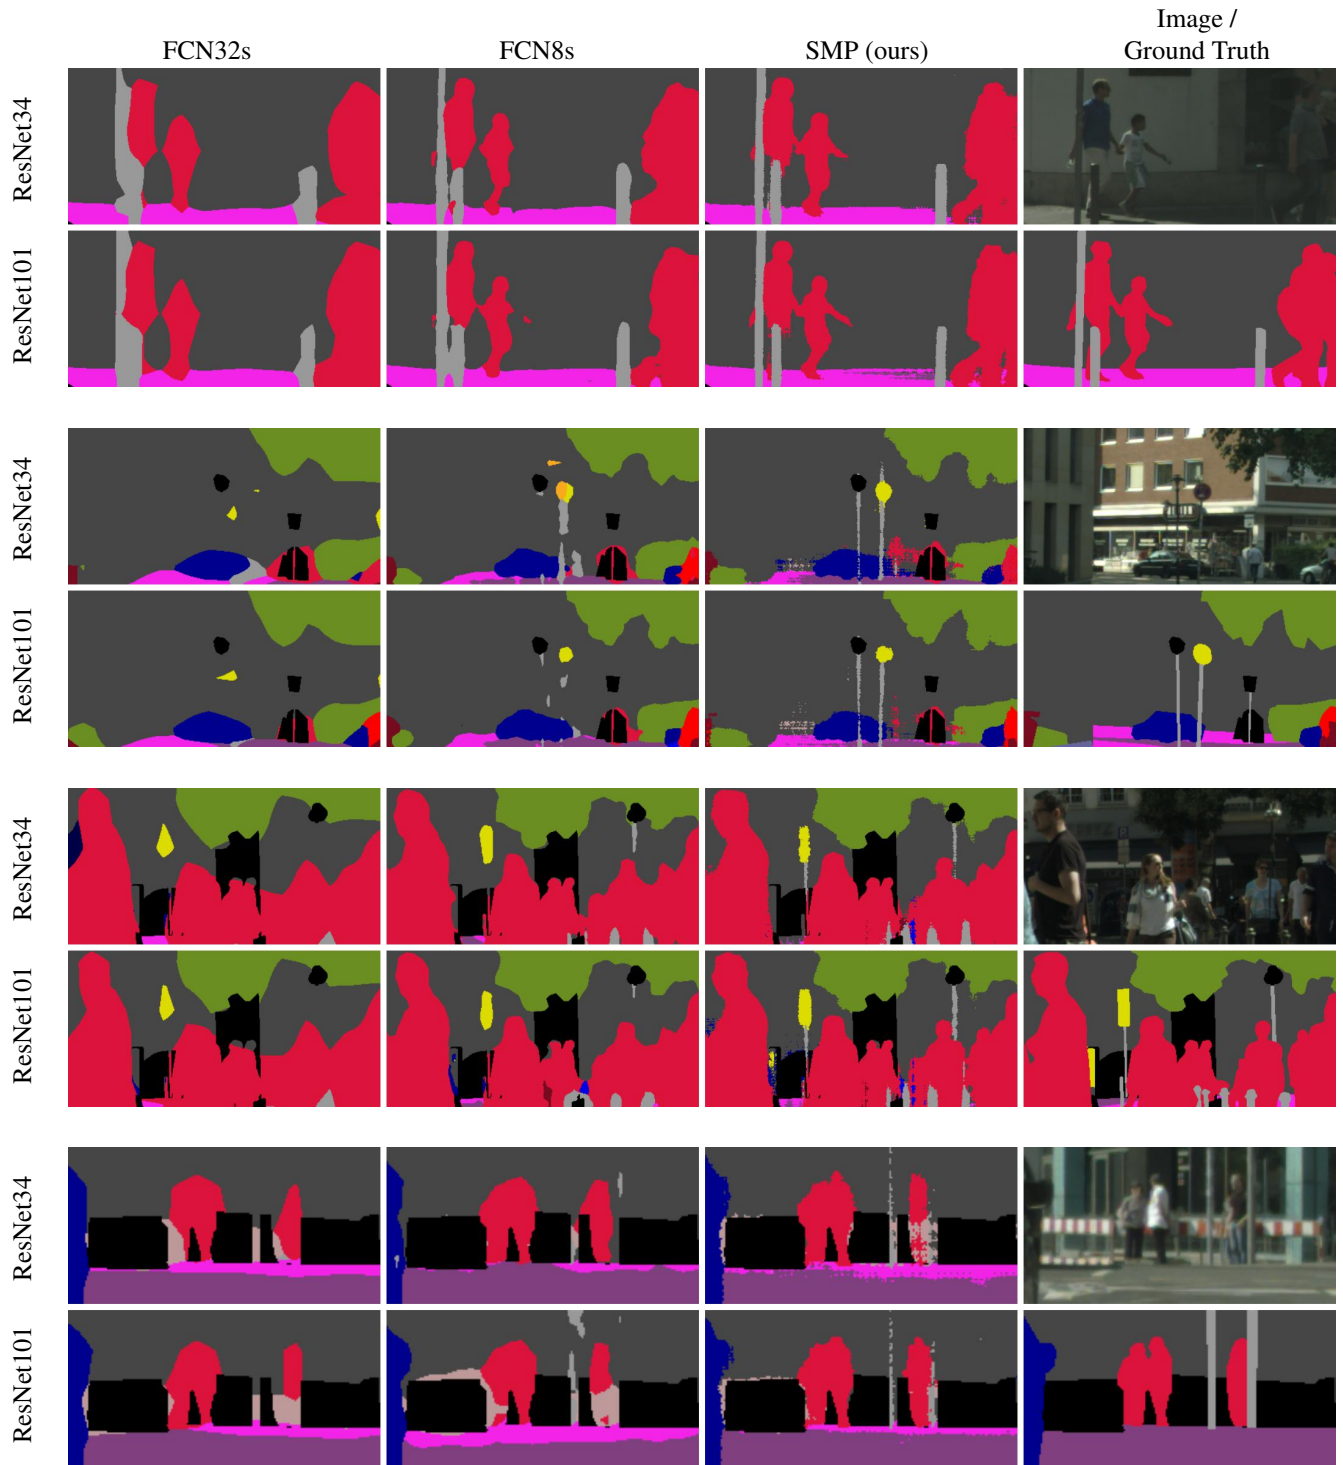 FCN32s
FCN8s
SMP (ours)
Image /
Ground Truth
ResNet34
ResNet101
ResNet34
ResNet101
ResNet34
ResNet101
ResNet34
ResNet101